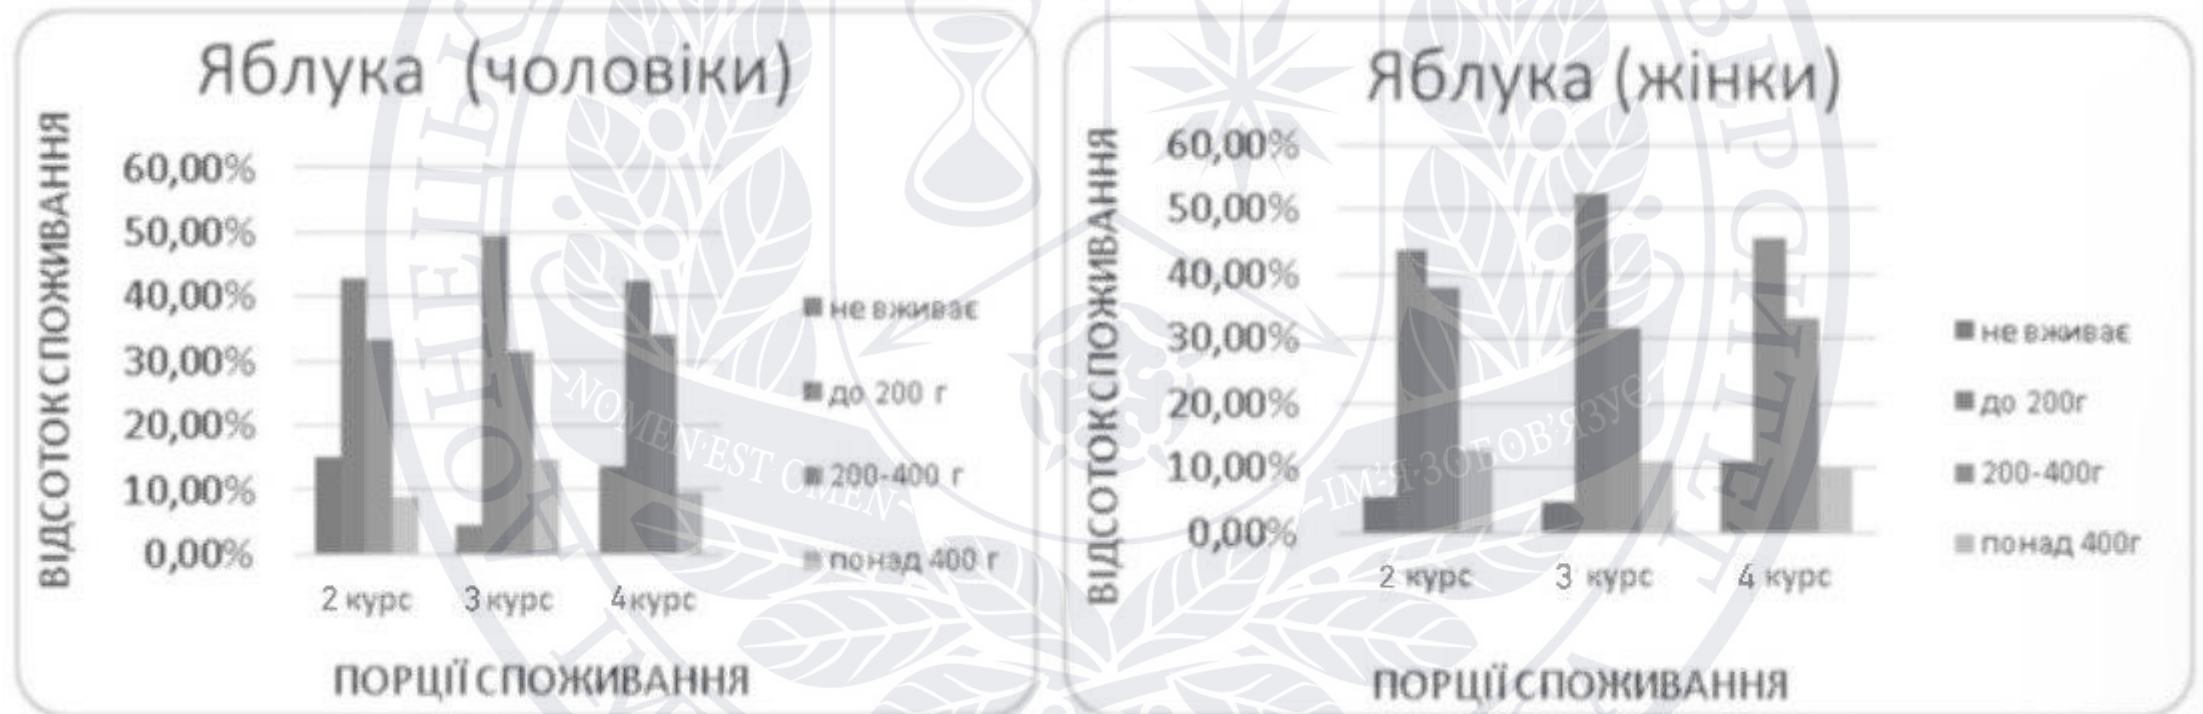 Яблука (чоловіки)
ВІДСОТОК СПОЖИВАННЯ
60,00%
50,00%
40,00%
30,00%
20,00%
10,00%
0,00%
2 курс
3 курс
4 курс
ПОРЦІЇ СПОЖИВАННЯ
не вживає
до 200 г
200-400 г
понад 400 г
Яблука (жінки)
ВІДСОТОК СПОЖИВАННЯ
60,00%
50,00%
40,00%
30,00%
20,00%
10,00%
0,00%
2 курс
3 курс
4 курс
ПОРЦІЇ СПОЖИВАННЯ
не вживає
до 200г
200-400г
понад 400г
NOMEN·EST·OMEN
ІМ'Я·ЗОБОВ'ЯЗУЄ